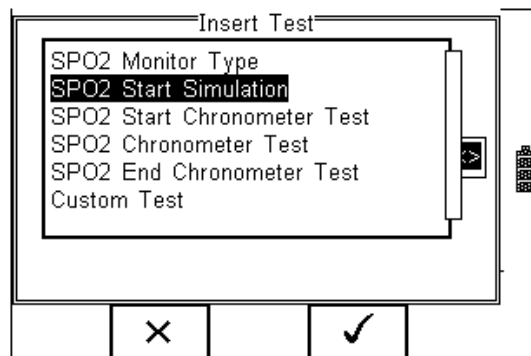 Insert Test
SPO2 Monitor Type
SPO2 Start Simulation
SPO2 Start Chronometer Test
SPO2 Chronometer Test
SPO2 End Chronometer Test
Custom Test
<>